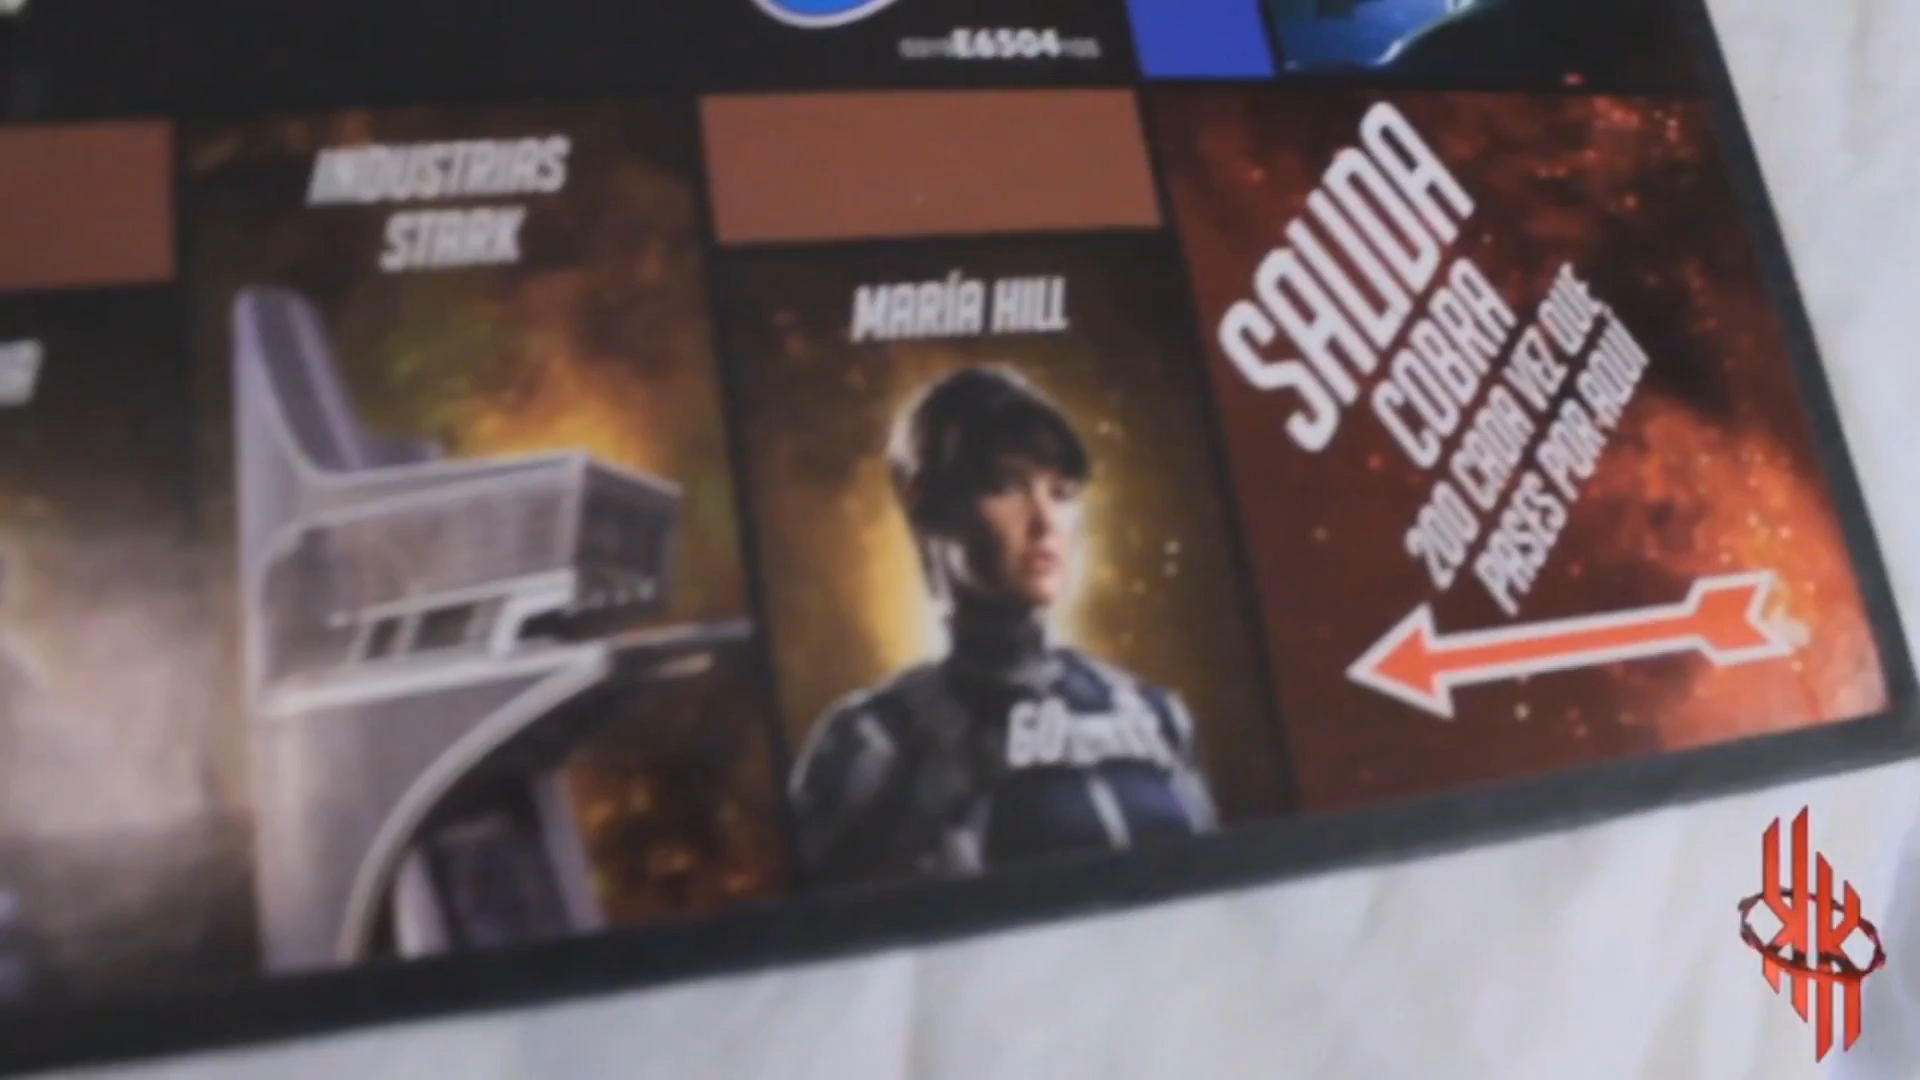 E6504
INDUSTRIAS
STARK
MARÍA HILL
60
SALIDA
COBRA
200 CADA VEZ QUE
PASES POR AQUÍ